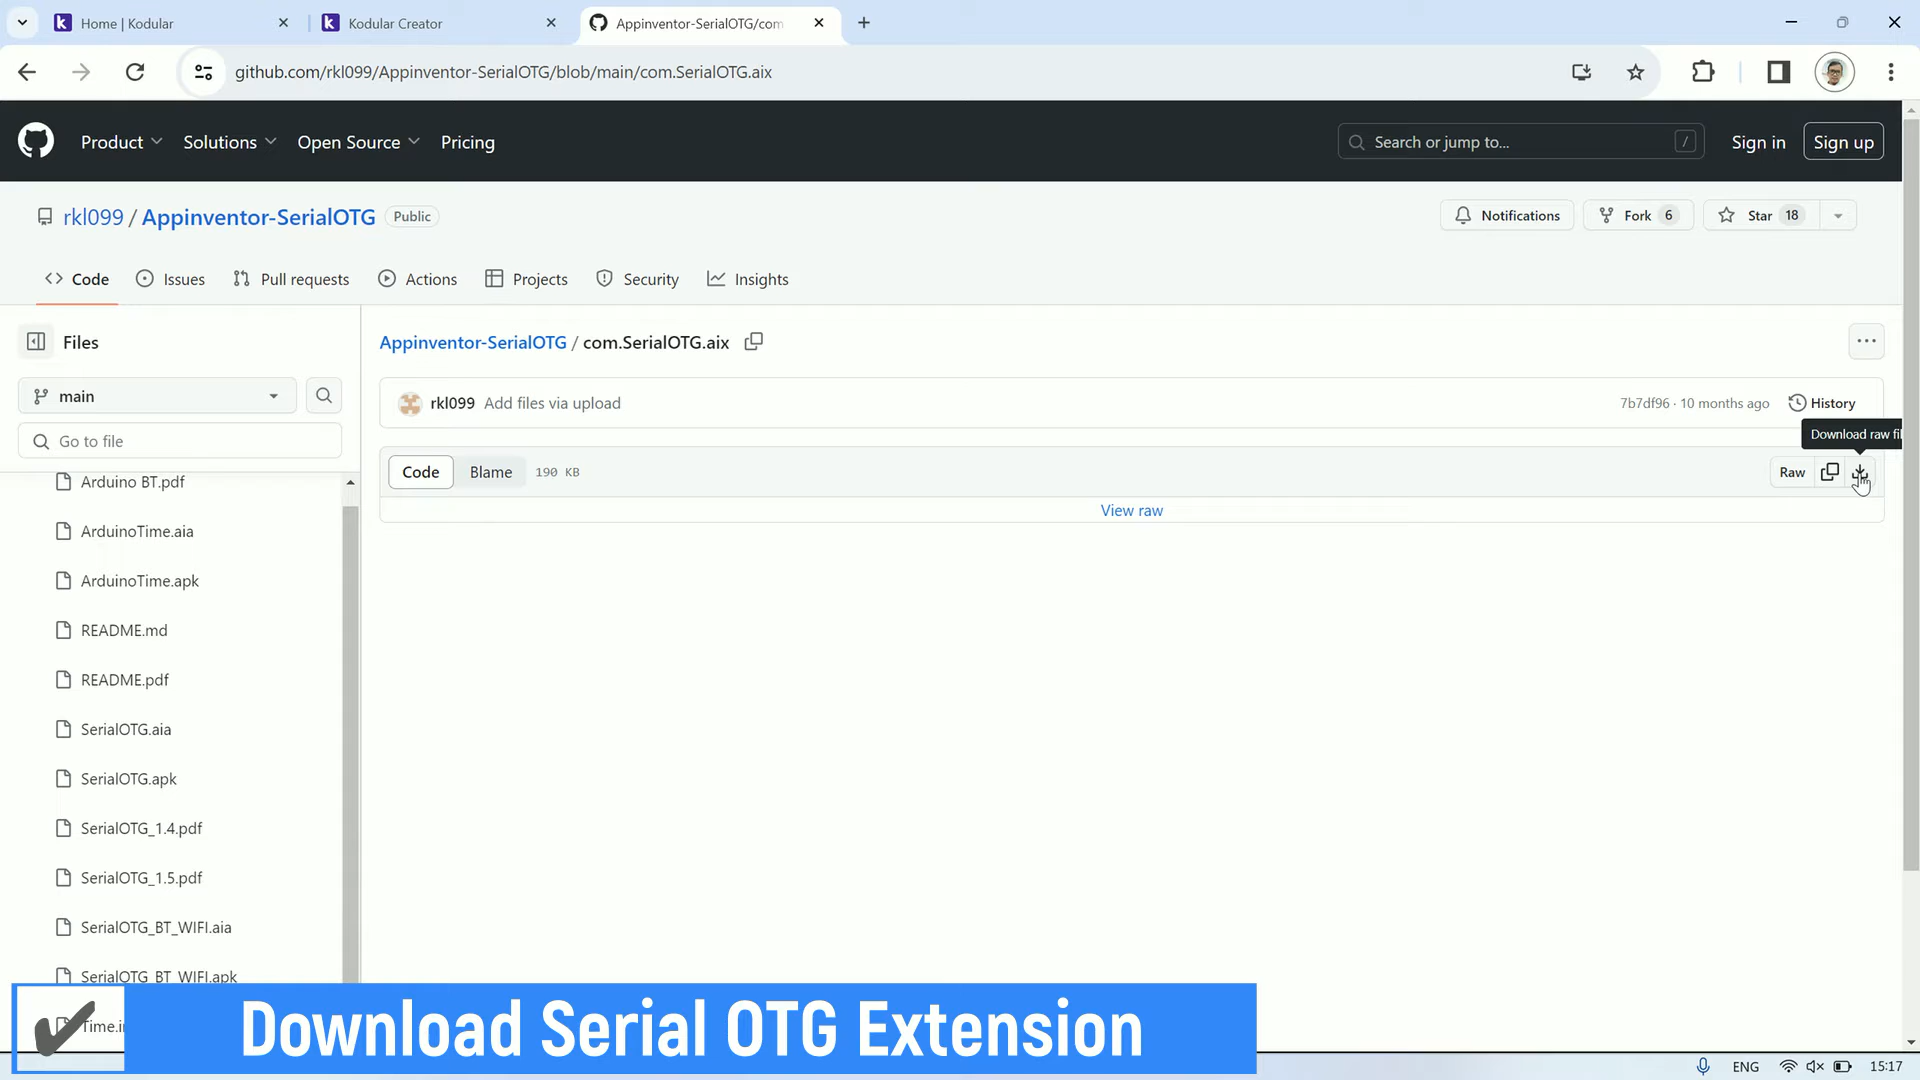 Home | Kodular
Kodular Creator
Appinventor-SerialOTG/com
github.com/rkl099/Appinventor-SerialOTG/blob/main/com.SerialOTG.aix
Product Solutions Open Source Pricing
Search or jump to... /
Sign in Sign up
rkl099 / Appinventor-SerialOTG Public
Notifications Fork 6 Star 18
Code Issues Pull requests Actions Projects Security Insights
Files
main
Go to file
Arduino BT.pdf
ArduinoTime.aia
ArduinoTime.apk
README.md
README.pdf
SerialOTG.aia
SerialOTG.apk
SerialOTG_1.4.pdf
SerialOTG_1.5.pdf
SerialOTG_BT_WIFI.aia
SerialOTG_BT_WIFI.apk
Time.i
Appinventor-SerialOTG / com.SerialOTG.aix
rkl099 Add files via upload
7b7df96 · 10 months ago History
Download raw fil
Code Blame 190 KB
Raw
View raw
Download Serial OTG Extension
ENG 15:17